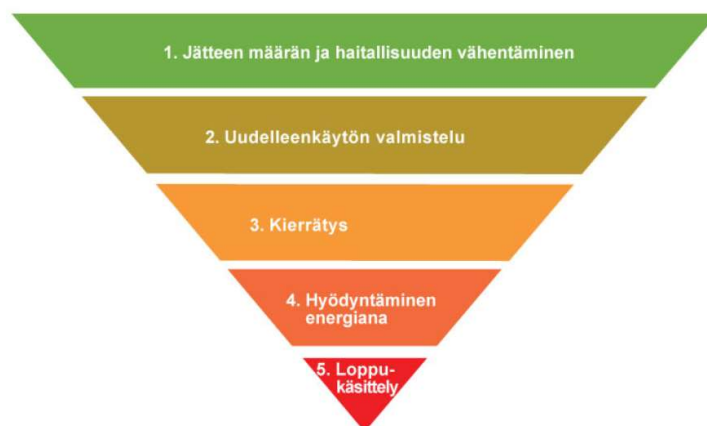 1. Jätteen määrän ja haitallisuuden vähentäminen
2. Uudelleenkäytön valmistelu
3. Kierrätys
4. Hyödyntäminen
energiana
5. Loppu-
käsittely